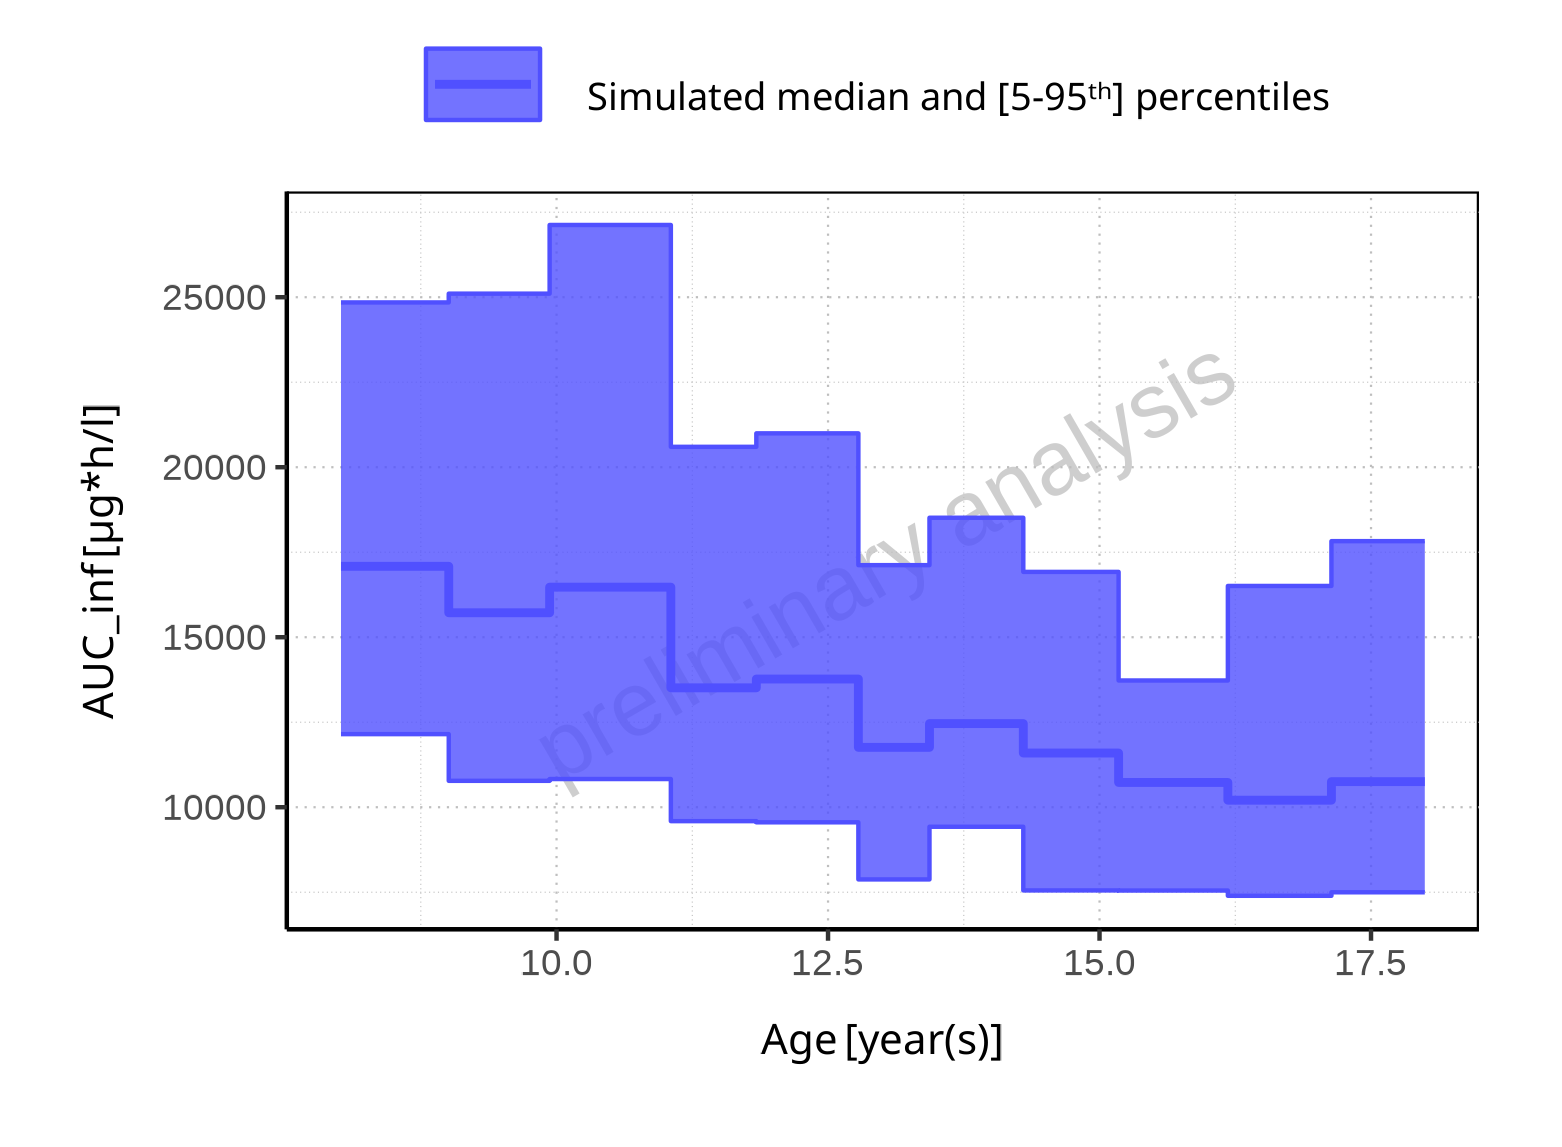 Simulated median and [5-95ᵗʰ] percentiles
25000
20000
15000
10000
AUC_inf [µg*h/l]
preliminary analysis
10.0 12.5 15.0 17.5
Age [year(s)]